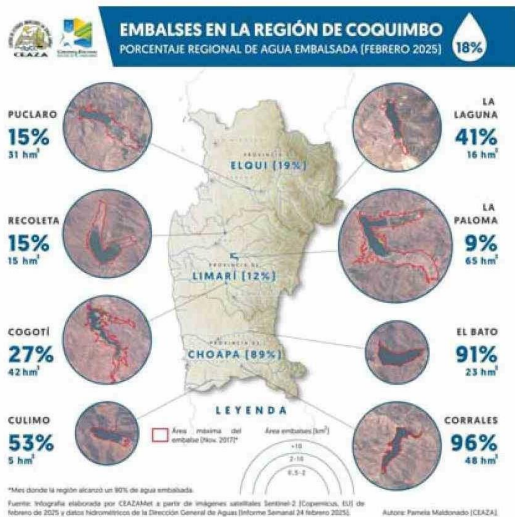 CEAZA
EMBALSES EN LA REGIÓN DE COQUIMBO
PORCENTAJE REGIONAL DE AGUA EMBALSADA (FEBRERO 2025)
18%
PUCLARO
15%
31 hm³
LA
LAGUNA
41%
16 hm³
PROVINCIA
ELQUI (19%)
RECOLETA
15%
15 hm³
LA
PALOMA
9%
65 hm³
PROVINCIA DE
LIMARÍ (12%)
COGOTÍ
27%
42 hm³
PROVINCIA DE
CHOAPA (89%)
EL BATO
91%
23 hm³
CULIMO
53%
5 hm³
CORRALES
96%
48 hm³
LEYENDA
Área máxima del
embalse (Nov. 2017)*
Área embalses (km²)
>10
2-10
0,5-2
*Mes donde la región alcanzó un 90% de agua embalsada.
Fuente: Infografía elaborada por CEAZAMet a partir de imágenes satelitales Sentinel-2 (Copernicus, EU) de
febrero de 2025 y datos hidrométricos de la Dirección General de Aguas (Informe Semanal 24 febrero 2025).
Autora: Pamela Maldonado (CEAZA).